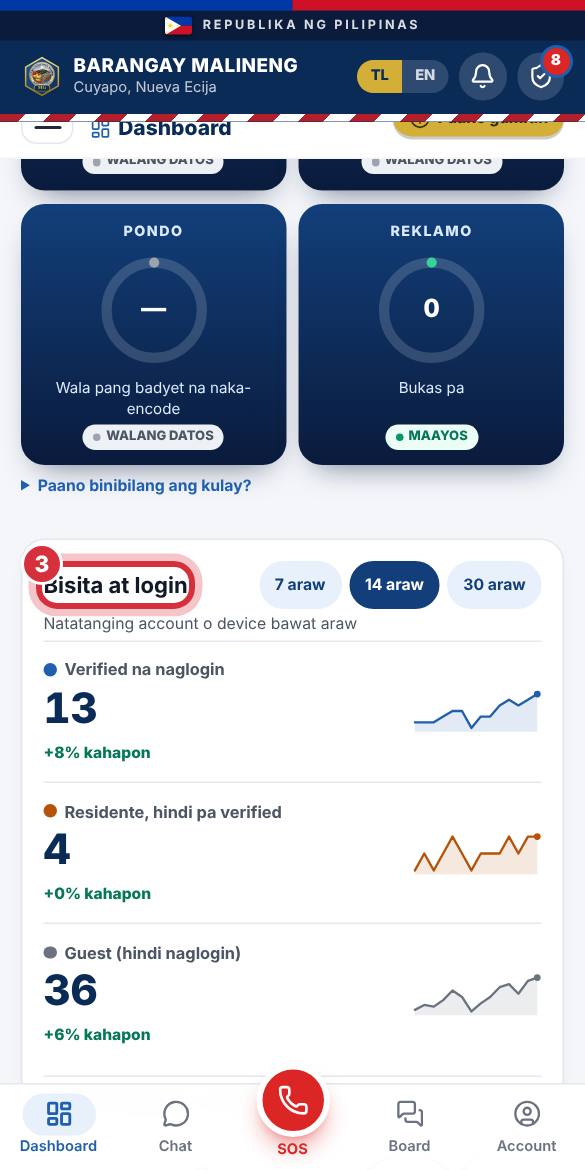 REPUBLIKA NG PILIPINAS
BARANGAY MALINENG
Cuyapo, Nueva Ecija
TL EN
8
Dashboard
WALANG DATOS WALANG DATOS
PONDO
—
Wala pang badyet na naka-
encode
WALANG DATOS
REKLAMO
0
Bukas pa
MAAYOS
Paano binibilang ang kulay?
3
Bisita at login
7 araw 14 araw 30 araw
Natatanging account o device bawat araw
Verified na naglogin
13
+8% kahapon
Residente, hindi pa verified
4
+0% kahapon
Guest (hindi naglogin)
36
+6% kahapon
Dashboard Chat SOS Board Account